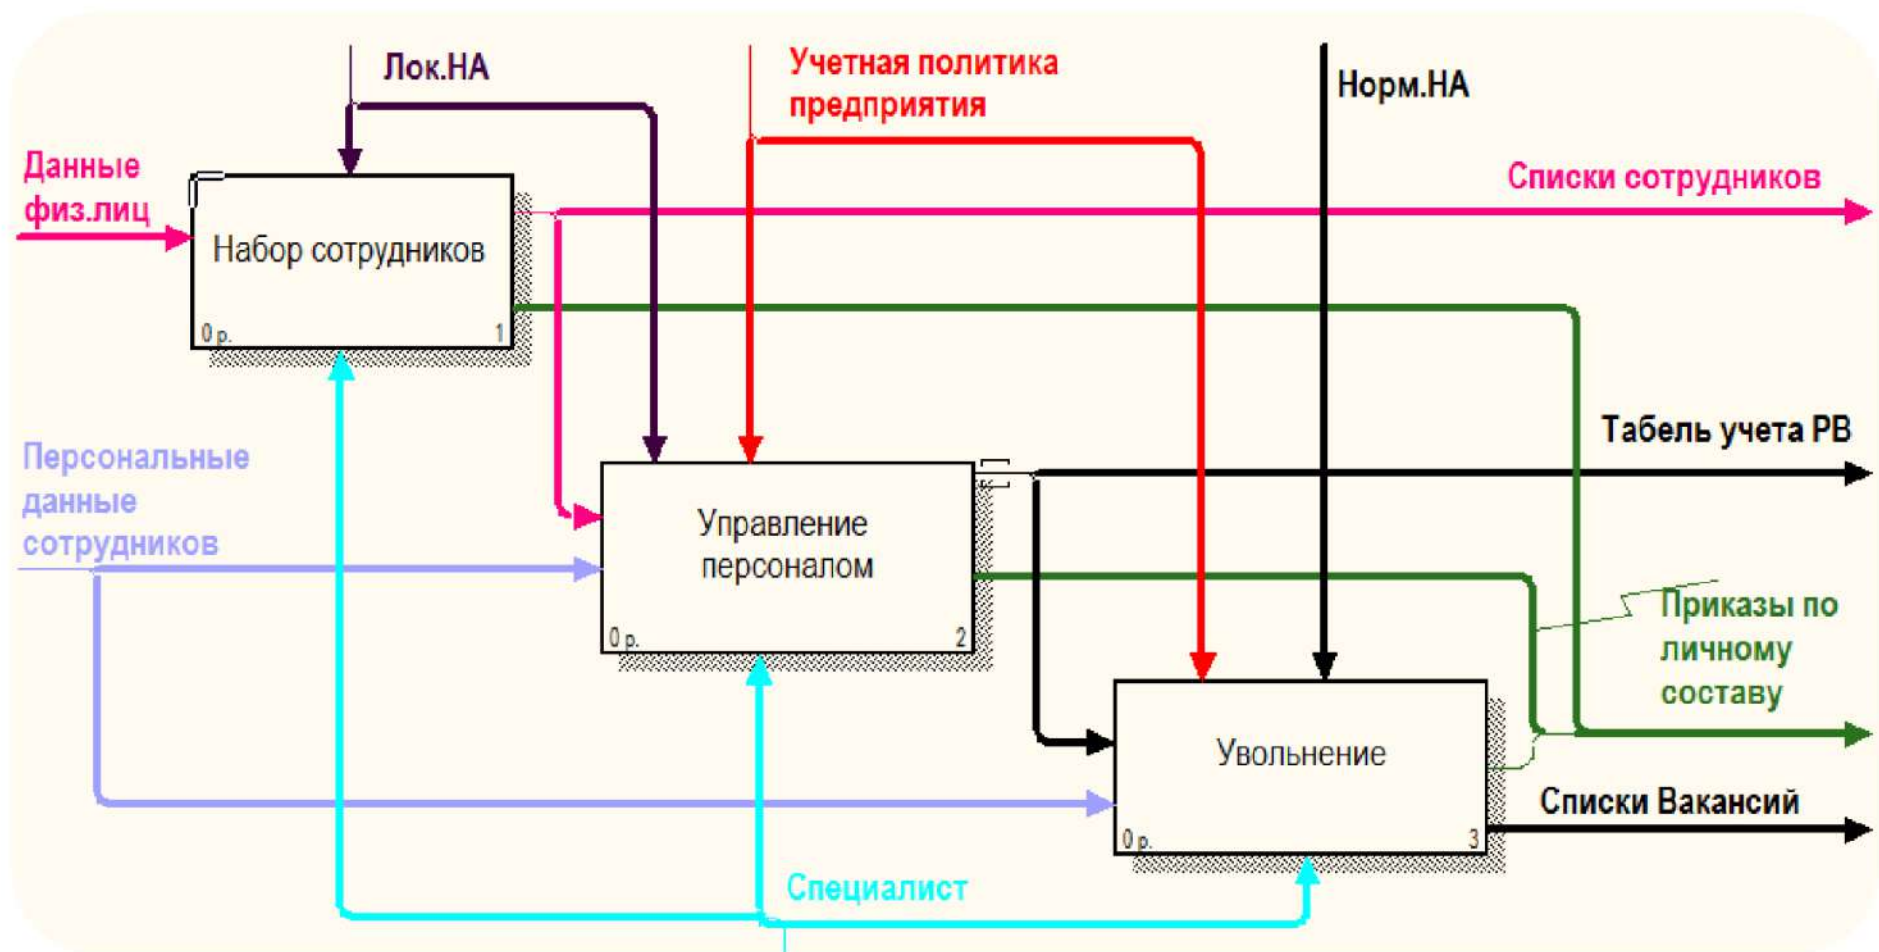 Лок.НА
Учетная политика
предприятия
Норм.НА
Данные
физ.лиц
Списки сотрудников
Набор сотрудников
0 р.
1
Табель учета РВ
Персональные
данные
сотрудников
Управление
персоналом
0 р.
2
Приказы по
личному
составу
Увольнение
0 р.
3
Списки Вакансий
Специалист